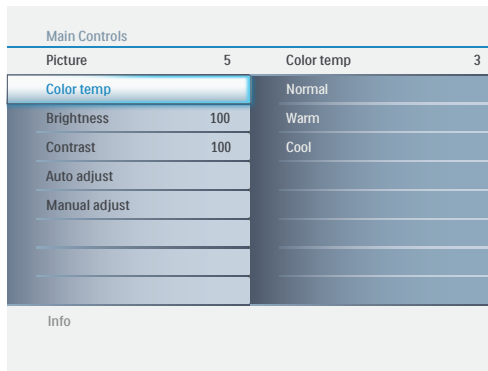 Main Controls
Picture 5 Color temp 3
Color temp Normal
Brightness 100 Warm
Contrast 100 Cool
Auto adjust
Manual adjust
Info